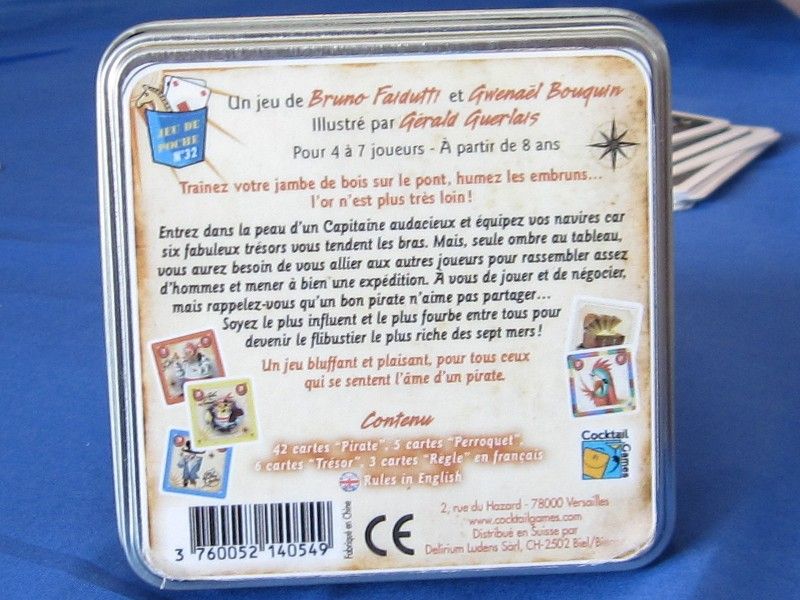 JEU DE
POCHE
N°32
Un jeu de Bruno Faidutti et Gwenaël Bouquin
Illustré par Gérald Guerlais
Pour 4 à 7 joueurs - À partir de 8 ans
Trainez votre jambe de bois sur le pont, humez les embruns...
l'or n'est plus très loin !
Entrez dans la peau d'un Capitaine audacieux et équipez vos navires car
six fabuleux trésors vous tendent les bras. Mais, seule ombre au tableau,
vous aurez besoin de vous allier aux autres joueurs pour rassembler assez
d'hommes et mener à bien une expédition. À vous de jouer et de négocier,
mais rappelez-vous qu'un bon pirate n'aime pas partager...
Soyez le plus influent et le plus fourbe entre tous pour
devenir le flibustier le plus riche des sept mers !
Un jeu bluffant et plaisant, pour tous ceux
qui se sentent l'âme d'un pirate.
Contenu
42 cartes "Pirate", 5 cartes "Perroquet",
6 cartes "Trésor", 3 cartes "Règle" en français
Rules in English
Cocktail
Games
3 760052 140549
Fabriqué en Chine
CE
2, rue du Hazard - 78000 Versailles
www.cocktailgames.com
Distribué en Suisse par
Delirium Ludens Sàrl, CH-2502 Biel/Bienne